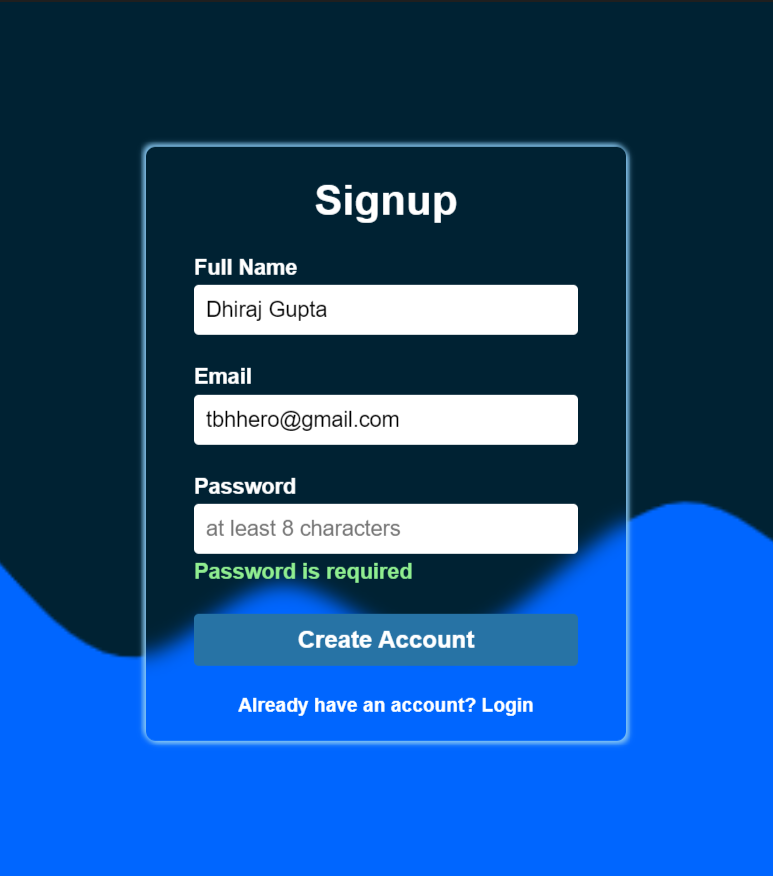 Signup
Full Name
Dhiraj Gupta
Email
tbhhero@gmail.com
Password
at least 8 characters
Password is required
Create Account
Already have an account? Login